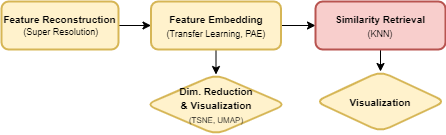 Feature Reconstruction
(Super Resolution)
Feature Embedding
(Transfer Learning, PAE)
Similarity Retrieval
(KNN)
Dim. Reduction
& Visualization
(TSNE, UMAP)
Visualization